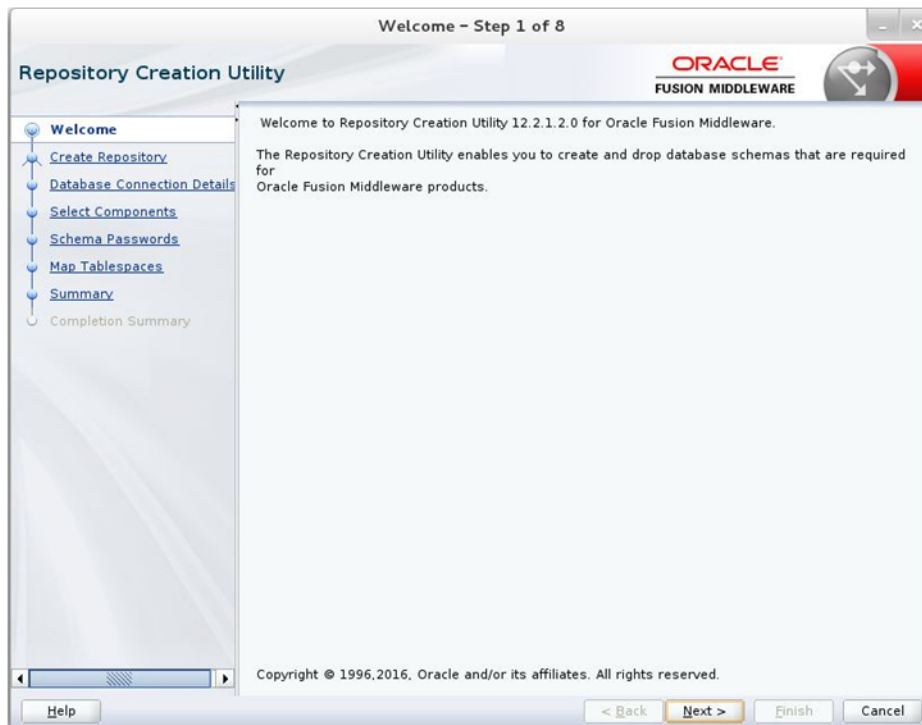 Welcome – Step 1 of 8
Repository Creation Utility
ORACLE
FUSION MIDDLEWARE
Welcome
Create Repository
Database Connection Details
Select Components
Schema Passwords
Map Tablespaces
Summary
Completion Summary
Welcome to Repository Creation Utility 12.2.1.2.0 for Oracle Fusion Middleware.
The Repository Creation Utility enables you to create and drop database schemas that are required
for
Oracle Fusion Middleware products.
Copyright © 1996,2016, Oracle and/or its affiliates. All rights reserved.
Help
< Back
Next >
Finish
Cancel